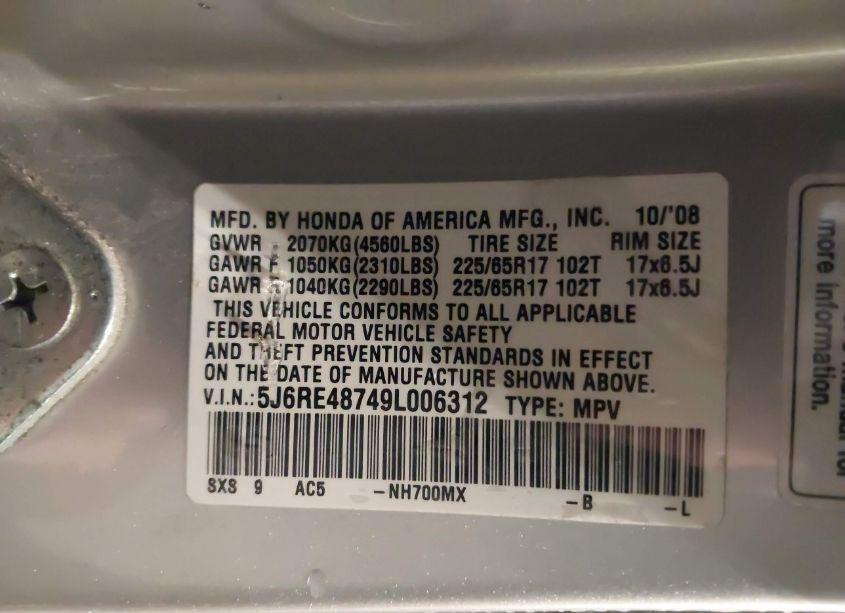 MFD. BY HONDA OF AMERICA MFG., INC. 10/'08
GVWR 2070KG(4560LBS) TIRE SIZE RIM SIZE
GAWR F 1050KG(2310LBS) 225/65R17 102T 17x6.5J
GAWR 1040KG(2290LBS) 225/65R17 102T 17x6.5J
THIS VEHICLE CONFORMS TO ALL APPLICABLE
FEDERAL MOTOR VEHICLE SAFETY
AND THEFT PREVENTION STANDARDS IN EFFECT
ON THE DATE OF MANUFACTURE SHOWN ABOVE.
V.I.N.:5J6RE48749L006312 TYPE: MPV
SXS 9 AC5 -NH700MX -B -L
more information.